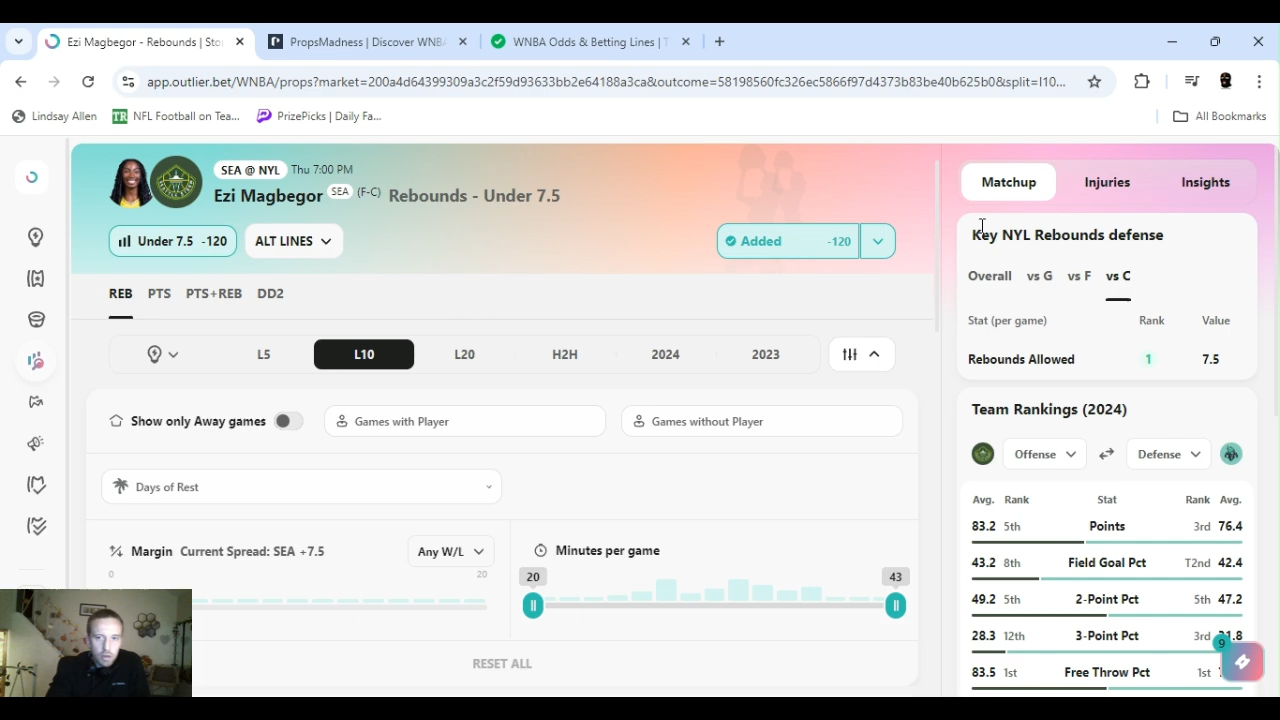 Ezi Magbegor - Rebounds | Sto
PropsMadness | Discover WNB
WNBA Odds & Betting Lines | T
app.outlier.bet/WNBA/props?market=200a4d64399309a3c2f59d93633bb2e64188a3ca&outcome=58198560fc326ec5866f97d4373b83be40b625b0&split=l10...
Lindsay Allen
NFL Football on Tea...
PrizePicks | Daily Fa...
All Bookmarks
SEA @ NYL Thu 7:00 PM
Ezi Magbegor SEA (F-C) Rebounds - Under 7.5
Under 7.5 -120
ALT LINES
Added -120
REB PTS PTS+REB DD2
L5 L10 L20 H2H 2024 2023
Show only Away games
Games with Player
Games without Player
Days of Rest
Margin Current Spread: SEA +7.5
Any W/L
0 20
Minutes per game
20 43
RESET ALL
Matchup Injuries Insights
Key NYL Rebounds defense
Overall vs G vs F vs C
Stat (per game) Rank Value
Rebounds Allowed 1 7.5
Team Rankings (2024)
Offense Defense
Avg. Rank Stat Rank Avg.
83.2 5th Points 3rd 76.4
43.2 8th Field Goal Pct T2nd 42.4
49.2 5th 2-Point Pct 5th 47.2
28.3 12th 3-Point Pct 3rd
9
83.5 1st Free Throw Pct 1st